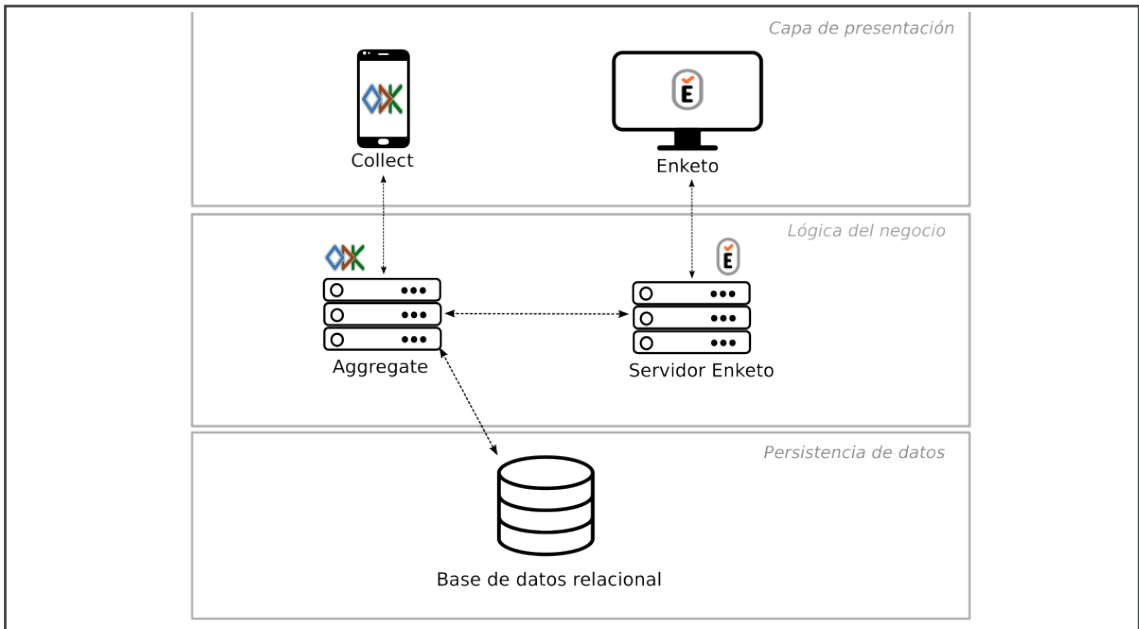 Capa de presentación
Collect
Enketo
Lógica del negocio
Aggregate
Servidor Enketo
Persistencia de datos
Base de datos relacional